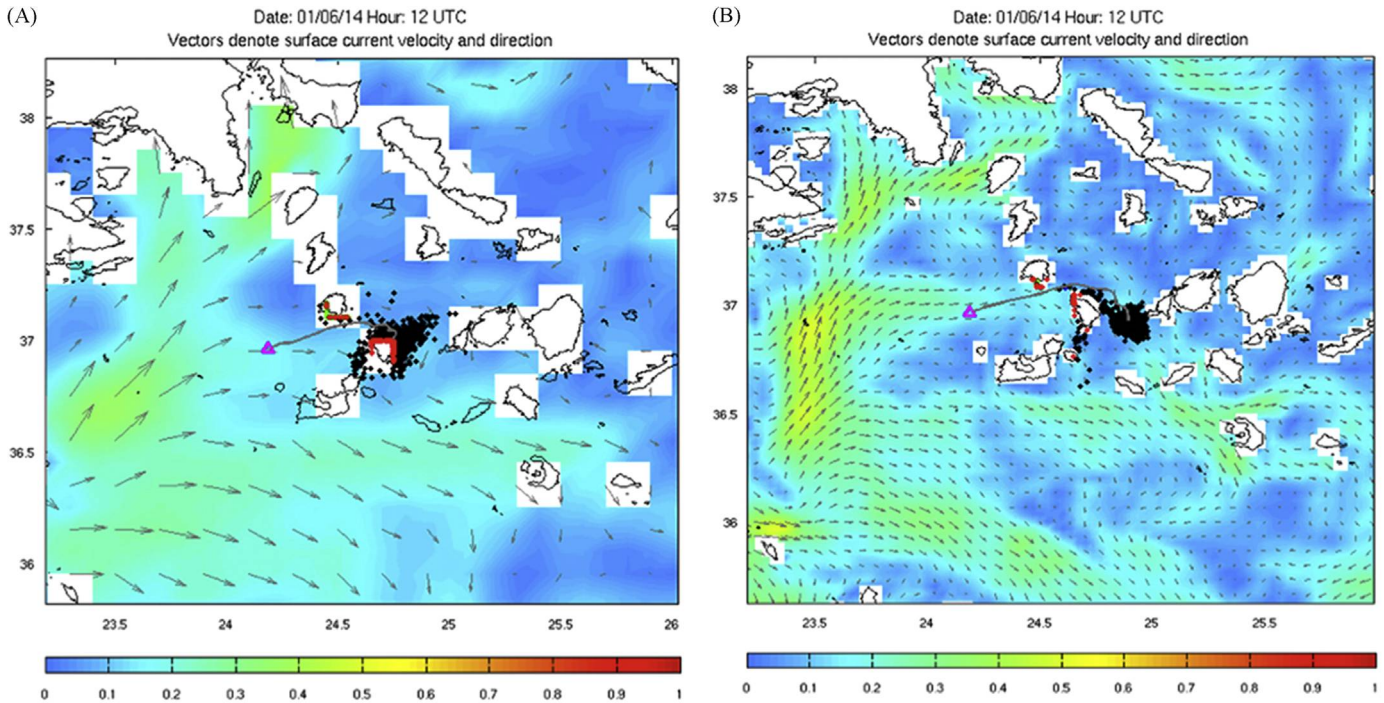 (A)
Date: 01/06/14 Hour: 12 UTC
Vectors denote surface current velocity and direction
38
37.5
37
36.5
36
23.5 24 24.5 25 25.5 26
0 0.1 0.2 0.3 0.4 0.5 0.6 0.7 0.8 0.9 1
(B)
Date: 01/06/14 Hour: 12 UTC
Vectors denote surface current velocity and direction
38
37.5
37
36.5
36
23.5 24 24.5 25 25.5
0 0.1 0.2 0.3 0.4 0.5 0.6 0.7 0.8 0.9 1